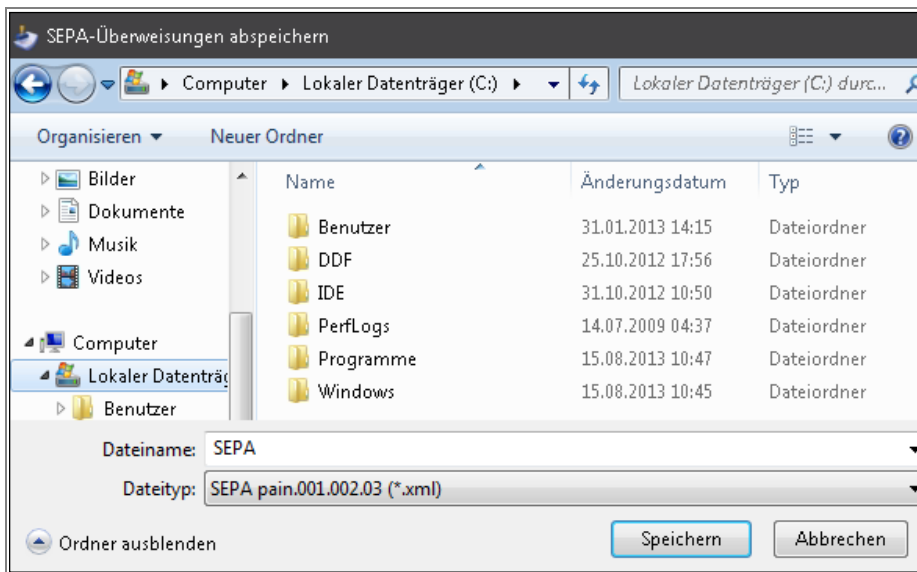 SEPA-Überweisungen abspeichern
Computer Lokaler Datenträger (C:) Lokaler Datenträger (C:) durc...
Organisieren Neuer Ordner
Bilder
Dokumente
Musik
Videos
Computer
Lokaler Datenträg
Benutzer
Name Änderungsdatum Typ
Benutzer 31.01.2013 14:15 Dateiordner
DDF 25.10.2012 17:56 Dateiordner
IDE 31.10.2012 10:50 Dateiordner
PerfLogs 14.07.2009 04:37 Dateiordner
Programme 15.08.2013 10:47 Dateiordner
Windows 15.08.2013 10:45 Dateiordner
Dateiname: SEPA
Dateityp: SEPA pain.001.002.03 (*.xml)
Ordner ausblenden Speichern Abbrechen